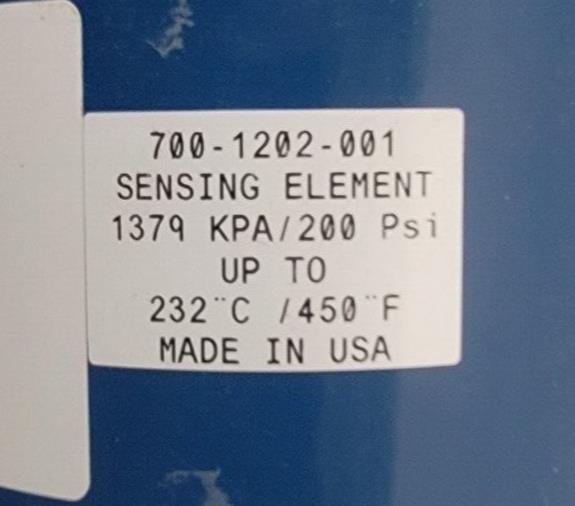 700-1202-001
SENSING ELEMENT
1379 KPA/200 Psi
UP TO
232¨C /450¨F
MADE IN USA